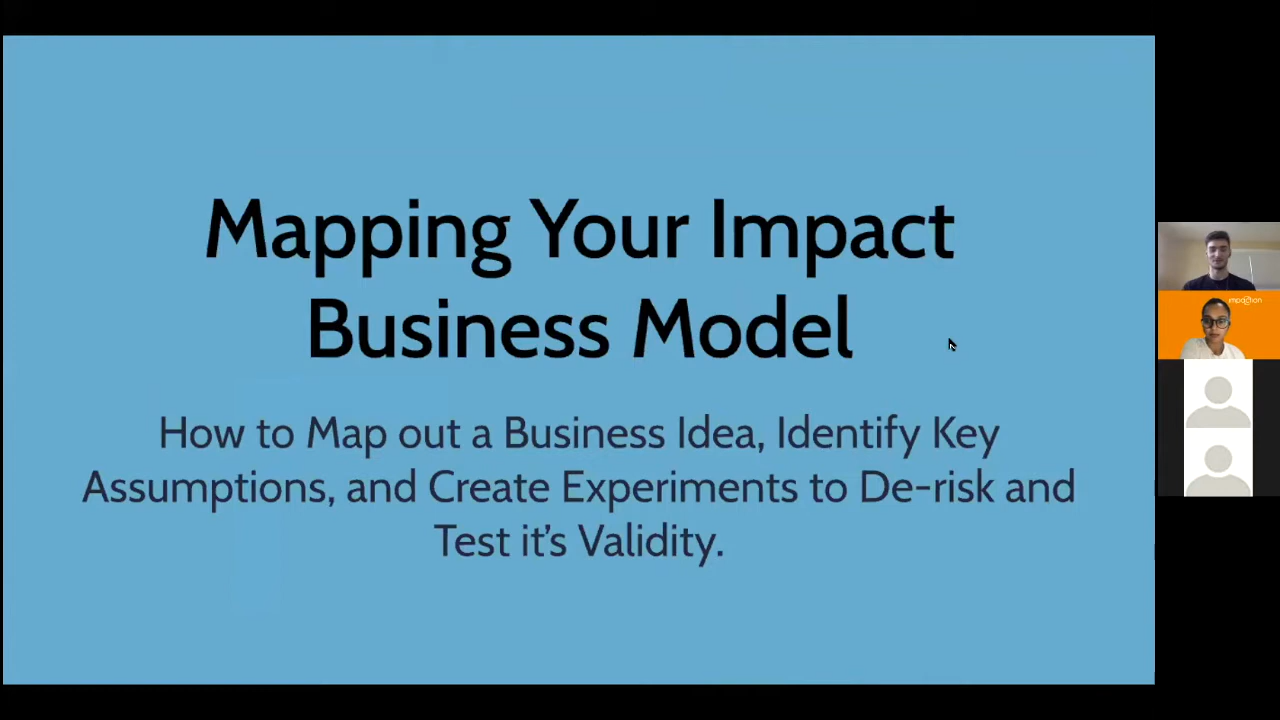 Mapping Your Impact
Business Model
How to Map out a Business Idea, Identify Key
Assumptions, and Create Experiments to De-risk and
Test it’s Validity.